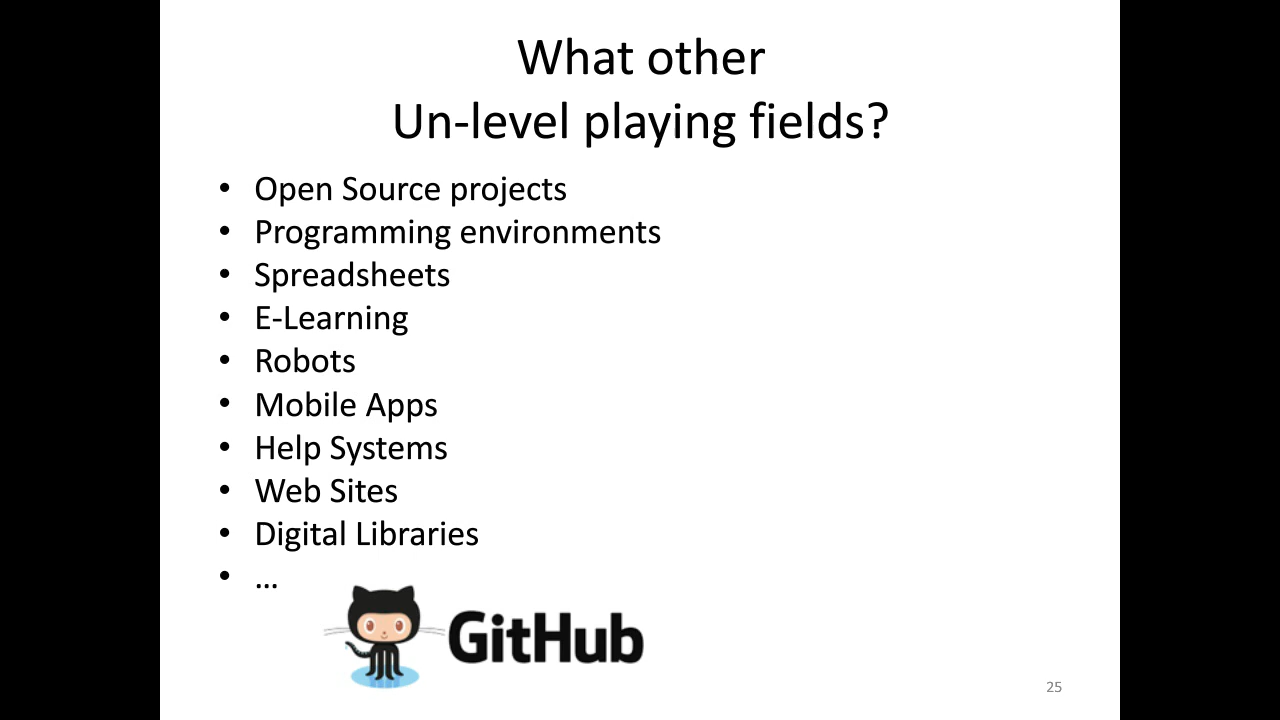 What other
Un-level playing fields?
• Open Source projects
• Programming environments
• Spreadsheets
• E-Learning
• Robots
• Mobile Apps
• Help Systems
• Web Sites
• Digital Libraries
• …
GitHub
25